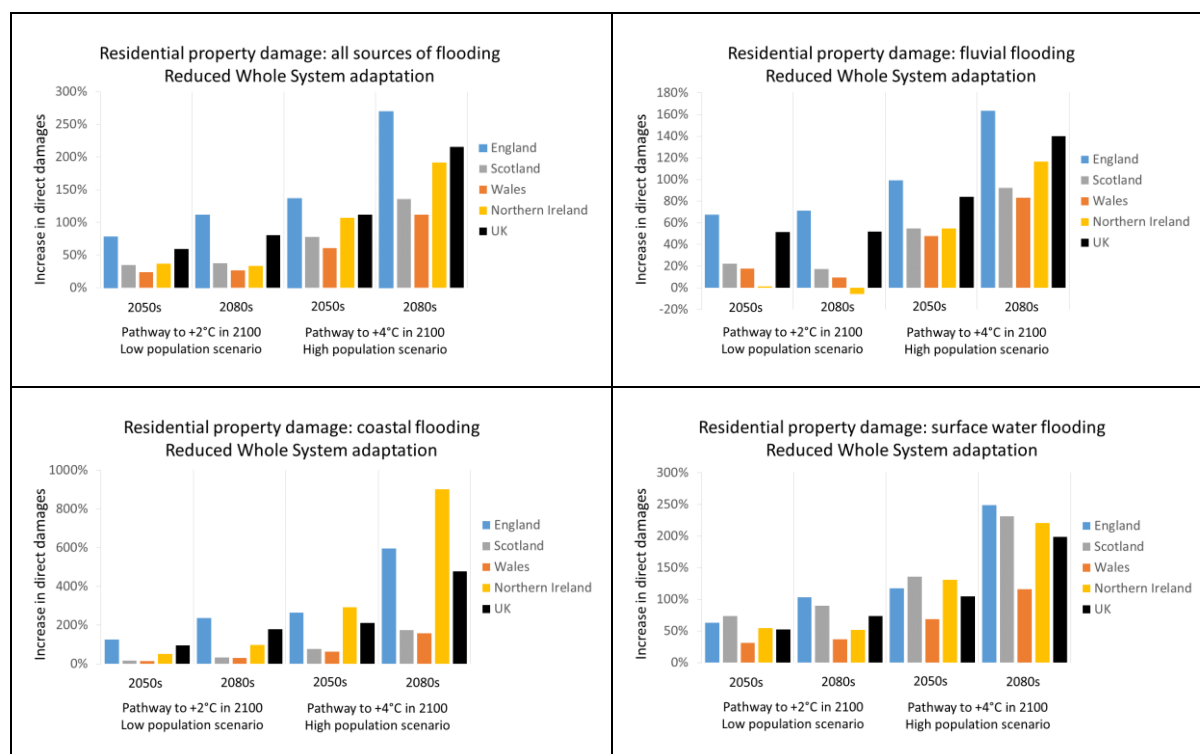 Residential property damage: all sources of flooding
Reduced Whole System adaptation
Increase in direct damages
300%
250%
200%
150%
100%
50%
0%
2050s
2080s
2050s
2080s
Pathway to +2°C in 2100
Low population scenario
Pathway to +4°C in 2100
High population scenario
England
Scotland
Wales
Northern Ireland
UK
Residential property damage: fluvial flooding
Reduced Whole System adaptation
Increase in direct damages
180%
160%
140%
120%
100%
80%
60%
40%
20%
0%
-20%
2050s
2080s
2050s
2080s
Pathway to +2°C in 2100
Low population scenario
Pathway to +4°C in 2100
High population scenario
England
Scotland
Wales
Northern Ireland
UK
Residential property damage: coastal flooding
Reduced Whole System adaptation
Increase in direct damages
1000%
800%
600%
400%
200%
0%
2050s
2080s
2050s
2080s
Pathway to +2°C in 2100
Low population scenario
Pathway to +4°C in 2100
High population scenario
England
Scotland
Wales
Northern Ireland
UK
Residential property damage: surface water flooding
Reduced Whole System adaptation
Increase in direct damages
300%
250%
200%
150%
100%
50%
0%
2050s
2080s
2050s
2080s
Pathway to +2°C in 2100
Low population scenario
Pathway to +4°C in 2100
High population scenario
England
Scotland
Wales
Northern Ireland
UK